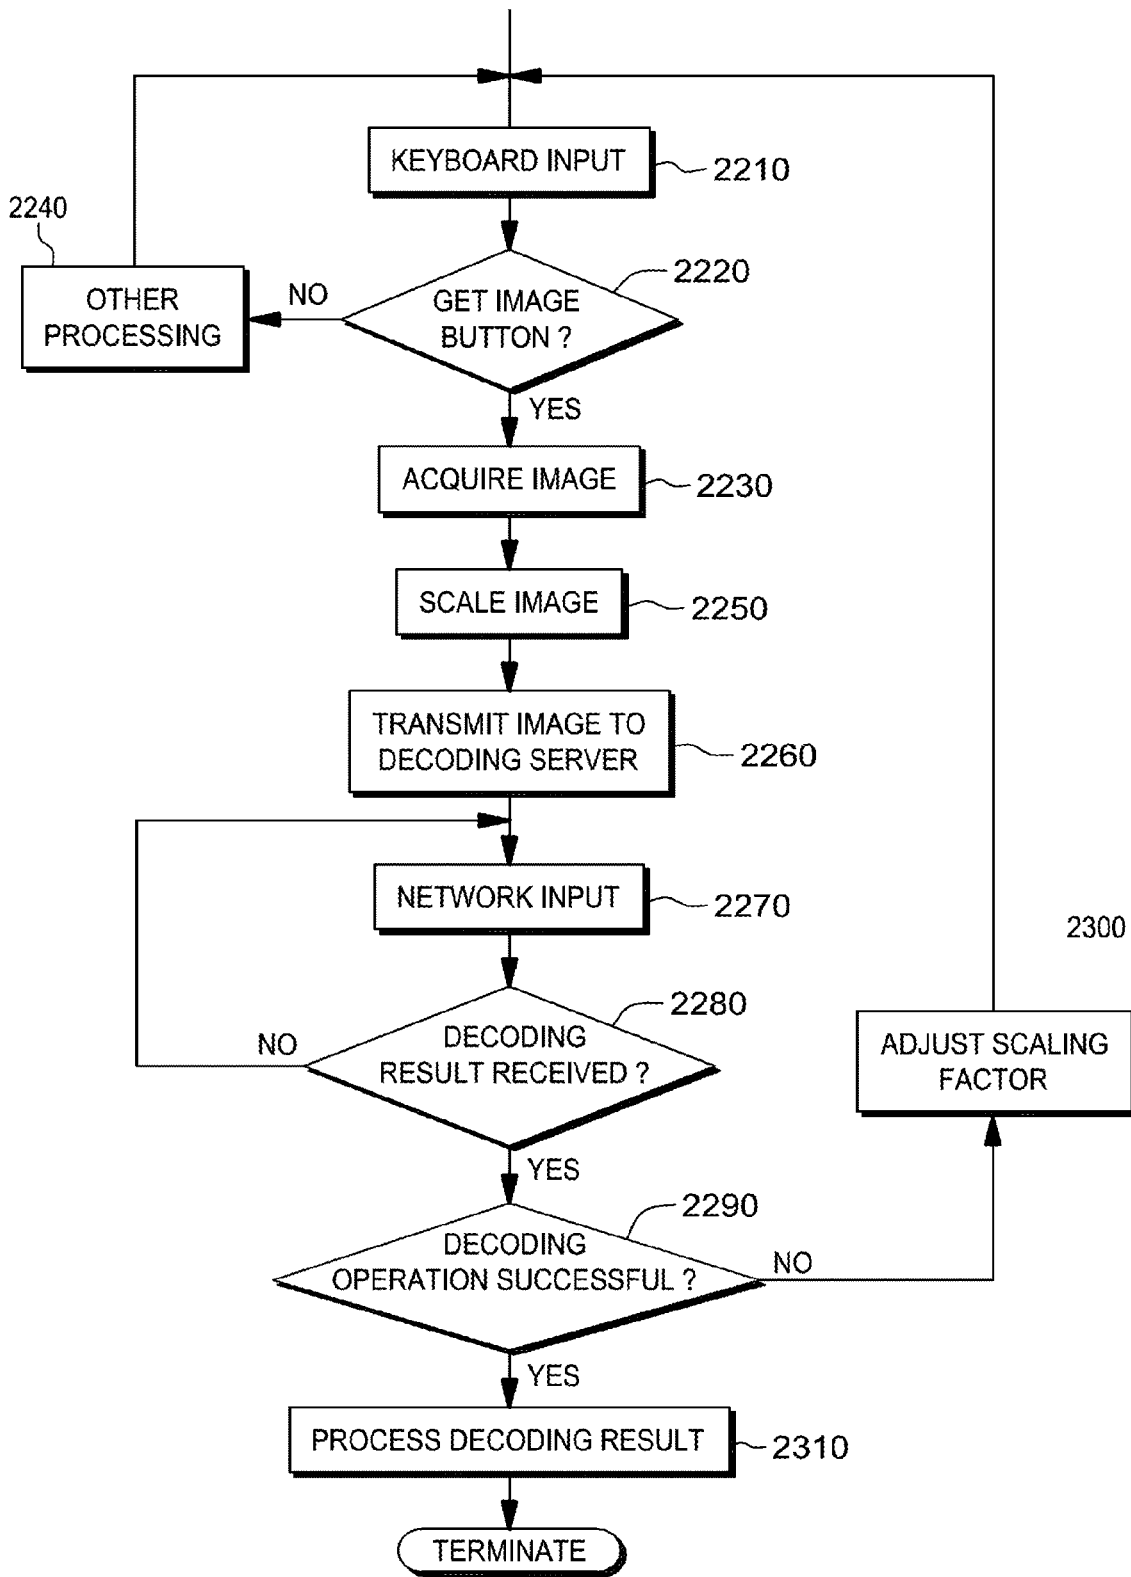 KEYBOARD INPUT
2210
2240
2220
OTHER
PROCESSING
NO
GET IMAGE
BUTTON ?
YES
ACQUIRE IMAGE
2230
SCALE IMAGE
2250
TRANSMIT IMAGE TO
DECODING SERVER
2260
NETWORK INPUT
2270
2300
2280
NO
DECODING
RESULT RECEIVED ?
ADJUST SCALING
FACTOR
YES
2290
DECODING
OPERATION SUCCESSFUL ?
NO
YES
PROCESS DECODING RESULT
2310
TERMINATE